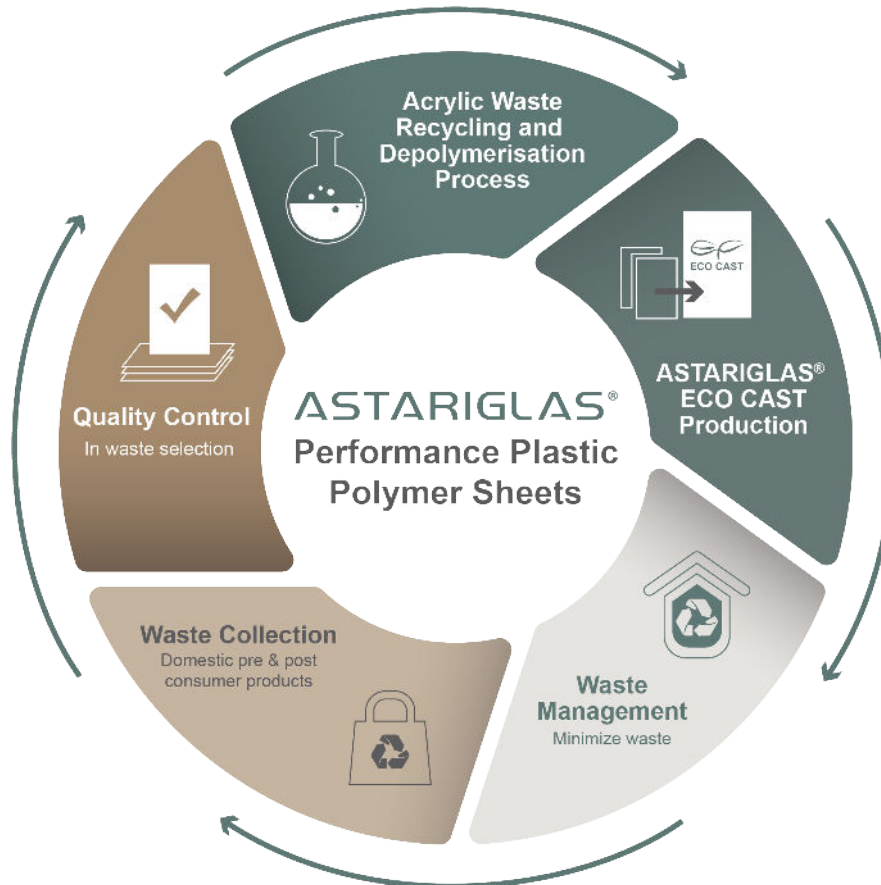 Acrylic Waste
Recycling and
Depolymerisation
Process
ECO CAST
ASTARIGLAS®
ECO CAST
Production
Waste
Management
Minimize waste
Waste Collection
Domestic pre & post
consumer products
Quality Control
In waste selection
ASTARIGLAS®
Performance Plastic
Polymer Sheets